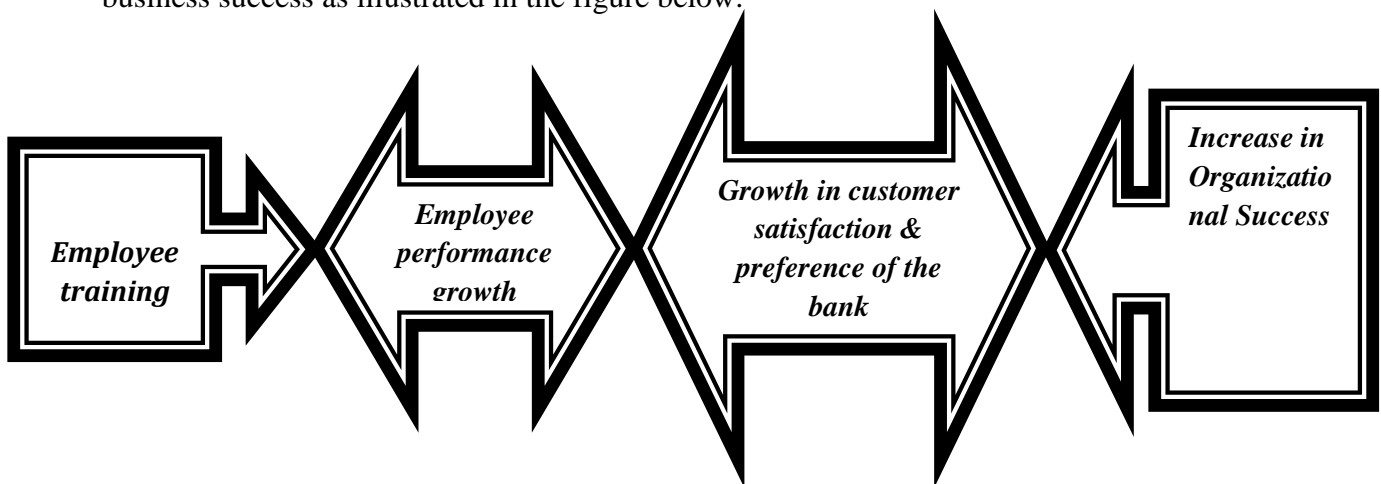 business success as illustrated in the figure below:
Employee
training
Employee
performance
growth
Growth in customer
satisfaction &
preference of the
bank
Increase in
Organizatio
nal Success